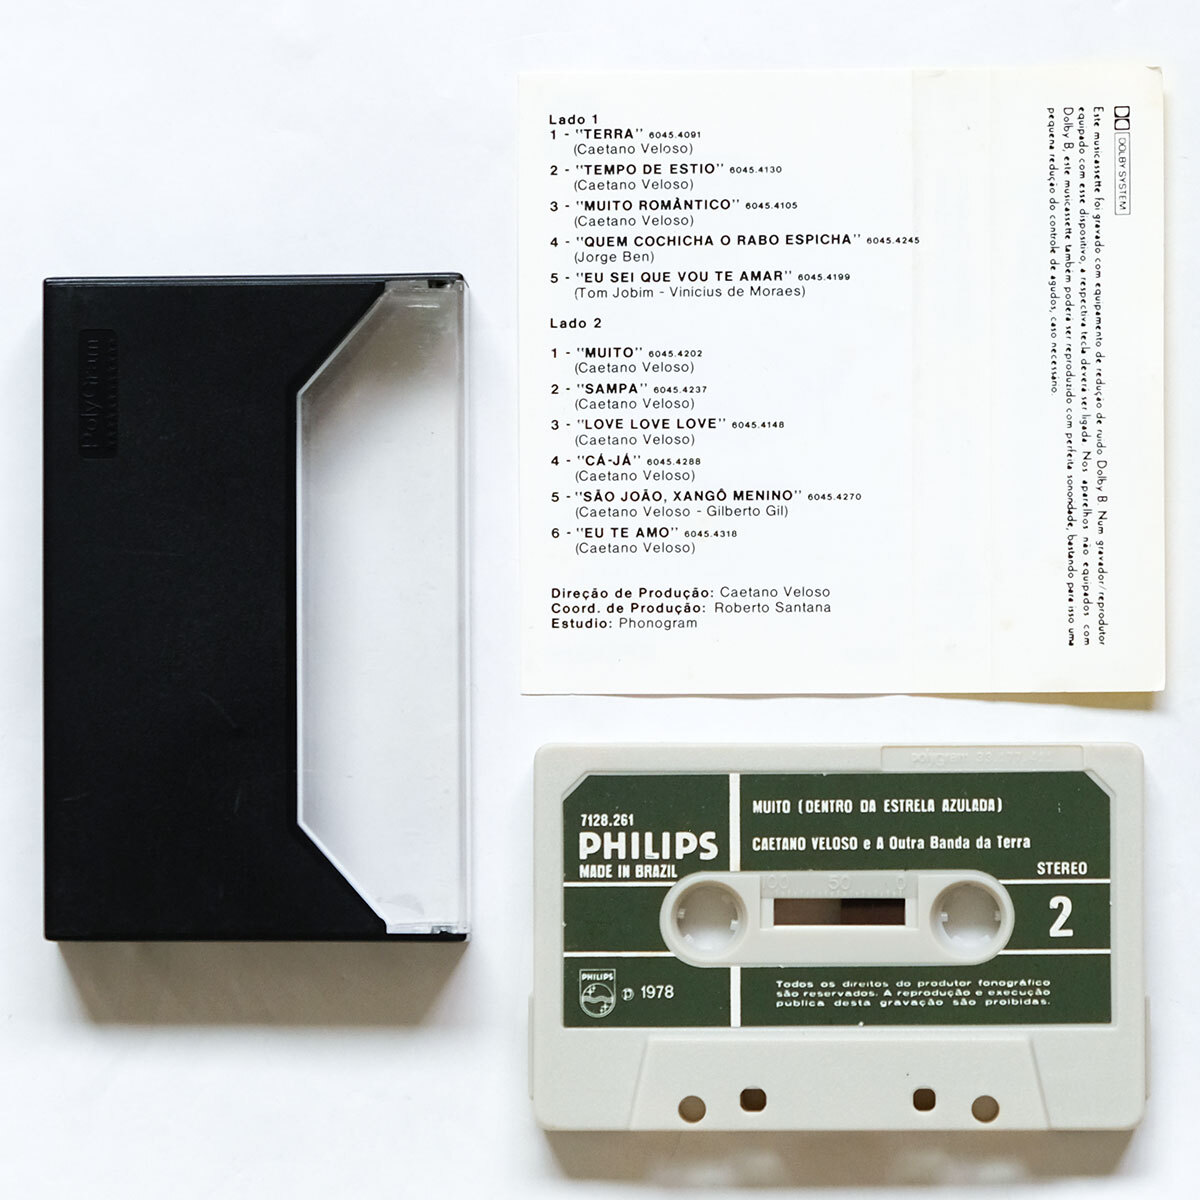 PolyGram
Lado 1
1 - "TERRA" 6045.4091
(Caetano Veloso)
2 - "TEMPO DE ESTIO" 6045.4130
(Caetano Veloso)
3 - "MUITO ROMÂNTICO" 6045.4105
(Caetano Veloso)
4 - "QUEM COCHICHA O RABO ESPICHA" 6045.4245
(Jorge Ben)
5 - "EU SEI QUE VOU TE AMAR" 6045.4199
(Tom Jobim - Vinícius de Moraes)
Lado 2
1 - "MUITO" 6045.4202
(Caetano Veloso)
2 - "SAMPA" 6045.4237
(Caetano Veloso)
3 - "LOVE LOVE LOVE" 6045.4148
(Caetano Veloso)
4 - "CÁ-JÁ" 6045.4288
(Caetano Veloso)
5 - "SÃO JOÃO, XANGÔ MENINO" 6045.4270
(Caetano Veloso - Gilberto Gil)
6 - "EU TE AMO" 6045.4318
(Caetano Veloso)
Direção de Produção: Caetano Veloso
Coord. de Produção: Roberto Santana
Estudio: Phonogram
DOLBY SYSTEM
Este musicassette foi gravado com equipamento de redução de ruido Dolby B. Num gravador/reprodutor
equipado com esse dispositivo, a respectiva tecla deverá ser ligada. Nos aparelhos não equipados com
Dolby B, este musicassette também poderá ser reproduzido com perfeita sonoridade, bastando para isso uma
pequena redução do controle de agudos, caso necessário.
polygram
7128.261
PHILIPS
MADE IN BRAZIL
MUITO (DENTRO DA ESTRELA AZULADA)
CAETANO VELOSO e A Outra Banda da Terra
STEREO
2
100 50 0
PHILIPS
℗ 1978
Todos os direitos do produtor fonográfico
são reservados. A reprodução e execução
pública desta gravação são proibidas.